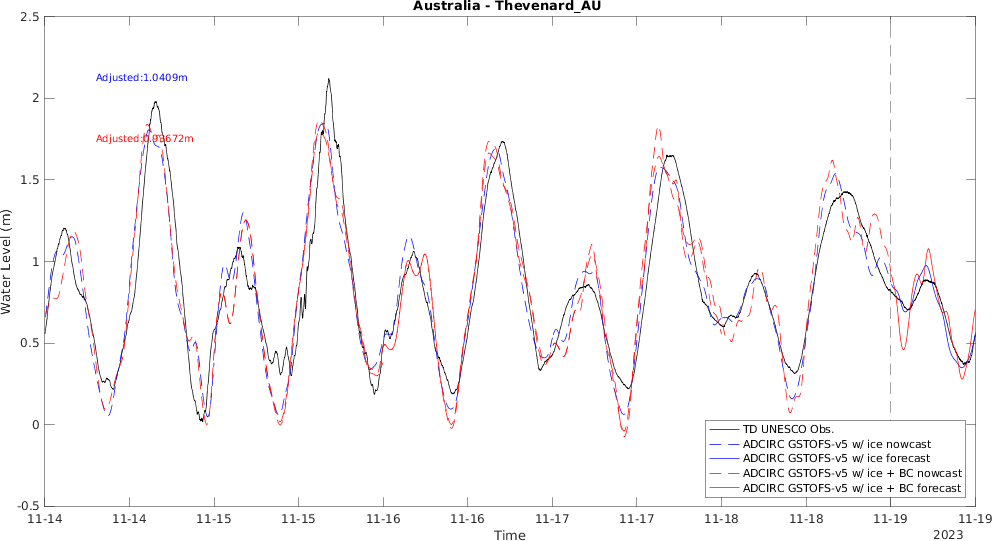 Australia - Thevenard_AU
Water Level (m)
2.5
2
1.5
1
0.5
0
-0.5
Adjusted:1.0409m
Adjusted:0.93672m
TD UNESCO Obs.
ADCIRC GSTOFS-v5 w/ ice nowcast
ADCIRC GSTOFS-v5 w/ ice forecast
ADCIRC GSTOFS-v5 w/ ice + BC nowcast
ADCIRC GSTOFS-v5 w/ ice + BC forecast
11-14 11-14 11-15 11-15 11-16 11-16 11-17 11-17 11-18 11-18 11-19 11-19
Time
2023